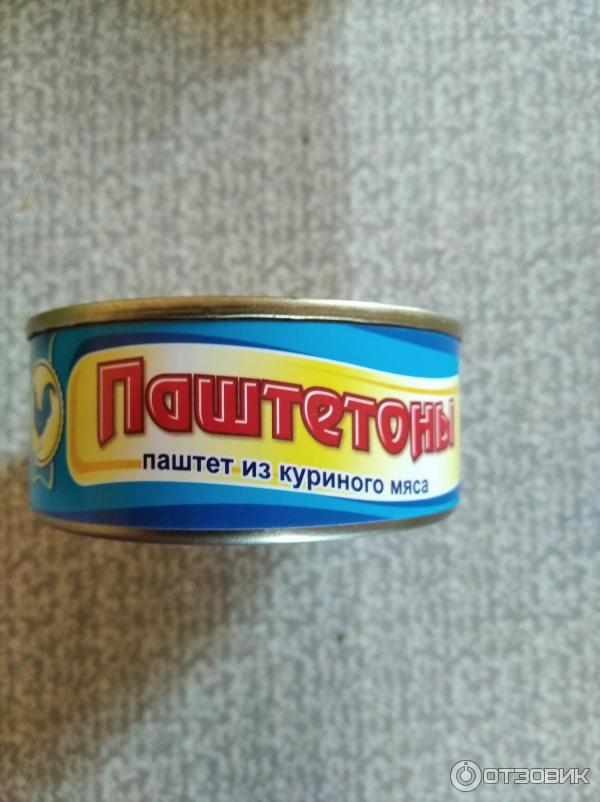 Паштетоны
паштет из куриного мяса
ОТЗОВИК